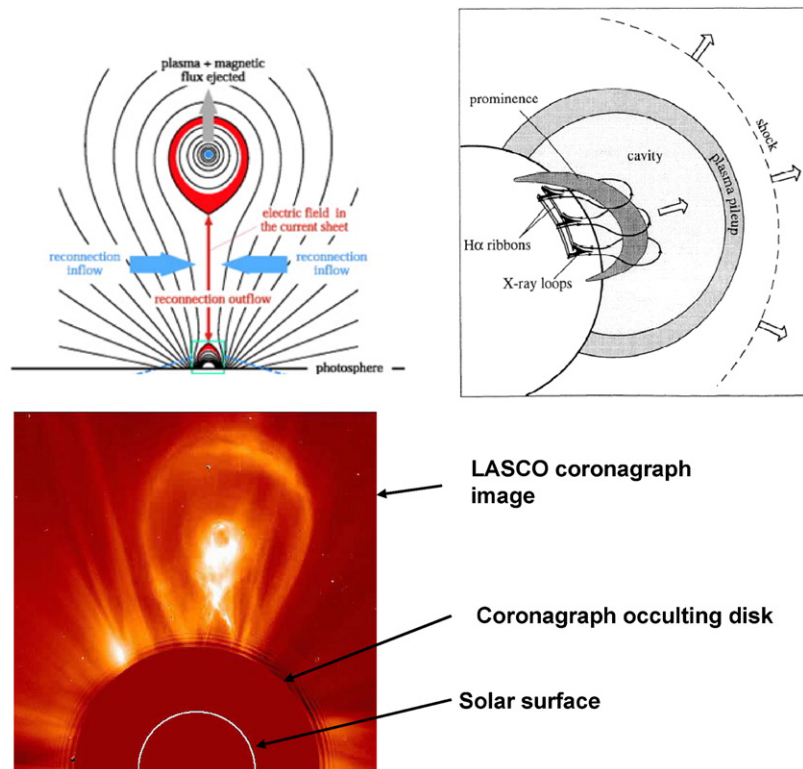 plasma + magnetic
flux ejected
electric field in
the current sheet
reconnection
inflow
reconnection
inflow
reconnection outflow
photosphere
prominence
cavity
plasma pileup
shock
Hα ribbons
X-ray loops
LASCO coronagraph
image
Coronagraph occulting disk
Solar surface